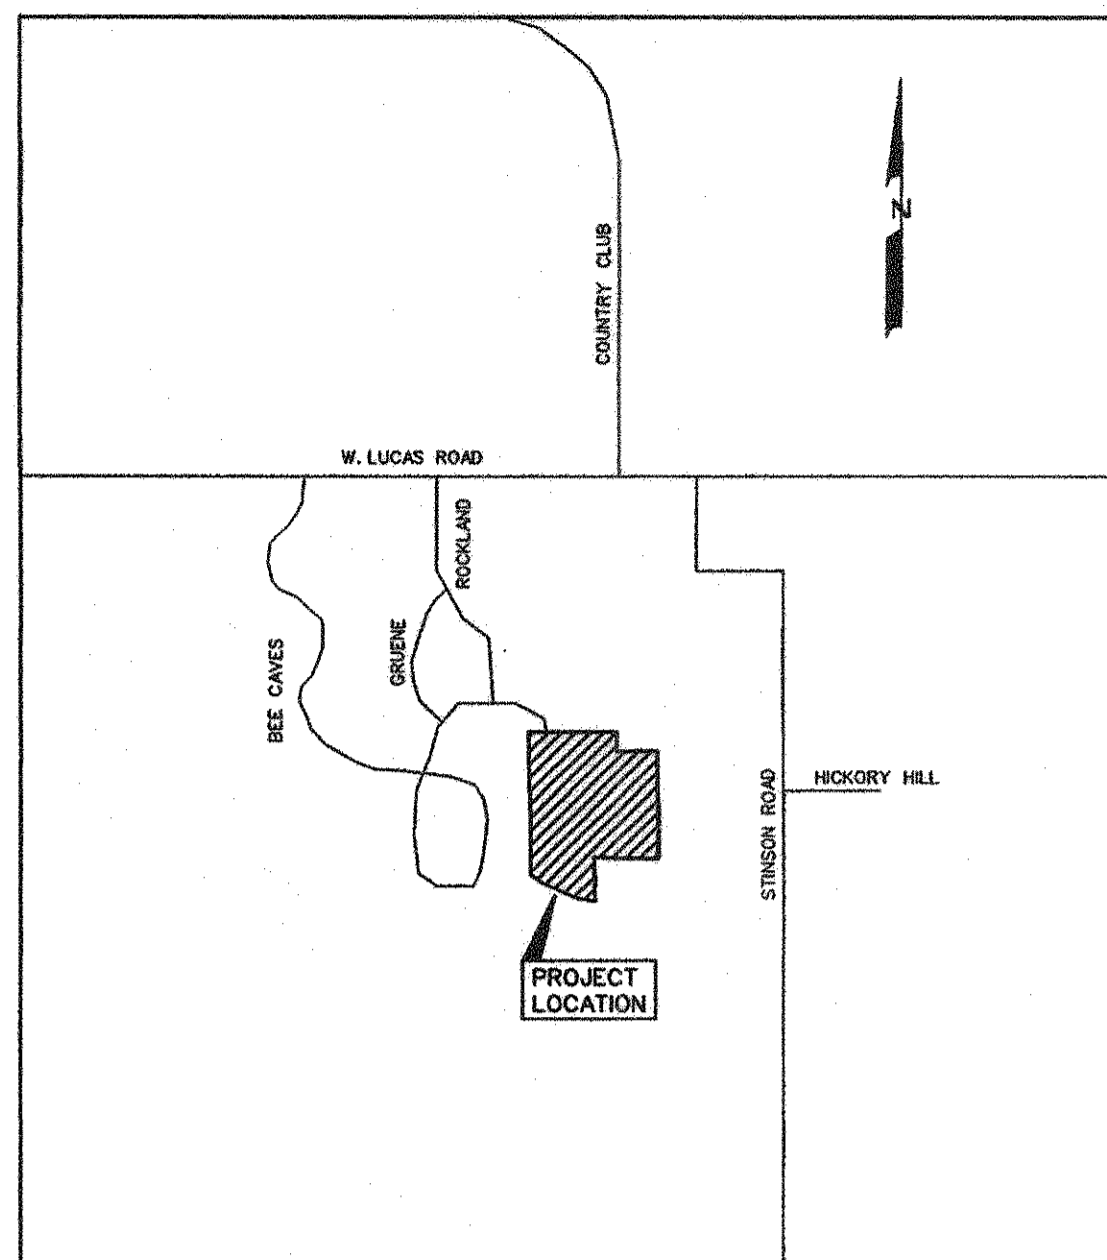 N
COUNTRY CLUB
W. LUCAS ROAD
ROCKLAND
GRUENE
BEE CAVES
STINSON ROAD
HICKORY HILL
PROJECT
LOCATION